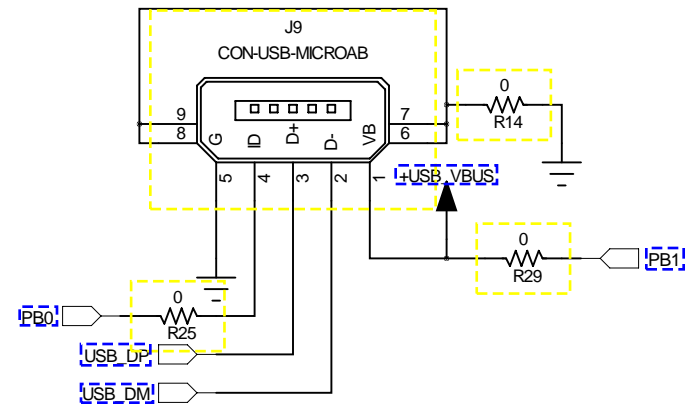 J9
CON-USB-MICROAB
9
8
7
6
G
ID
D+
D-
VB
5
4
3
2
1
0
R14
+USB_VBUS
0
R29
PB1
PB0
0
R25
USB_DP
USB_DM